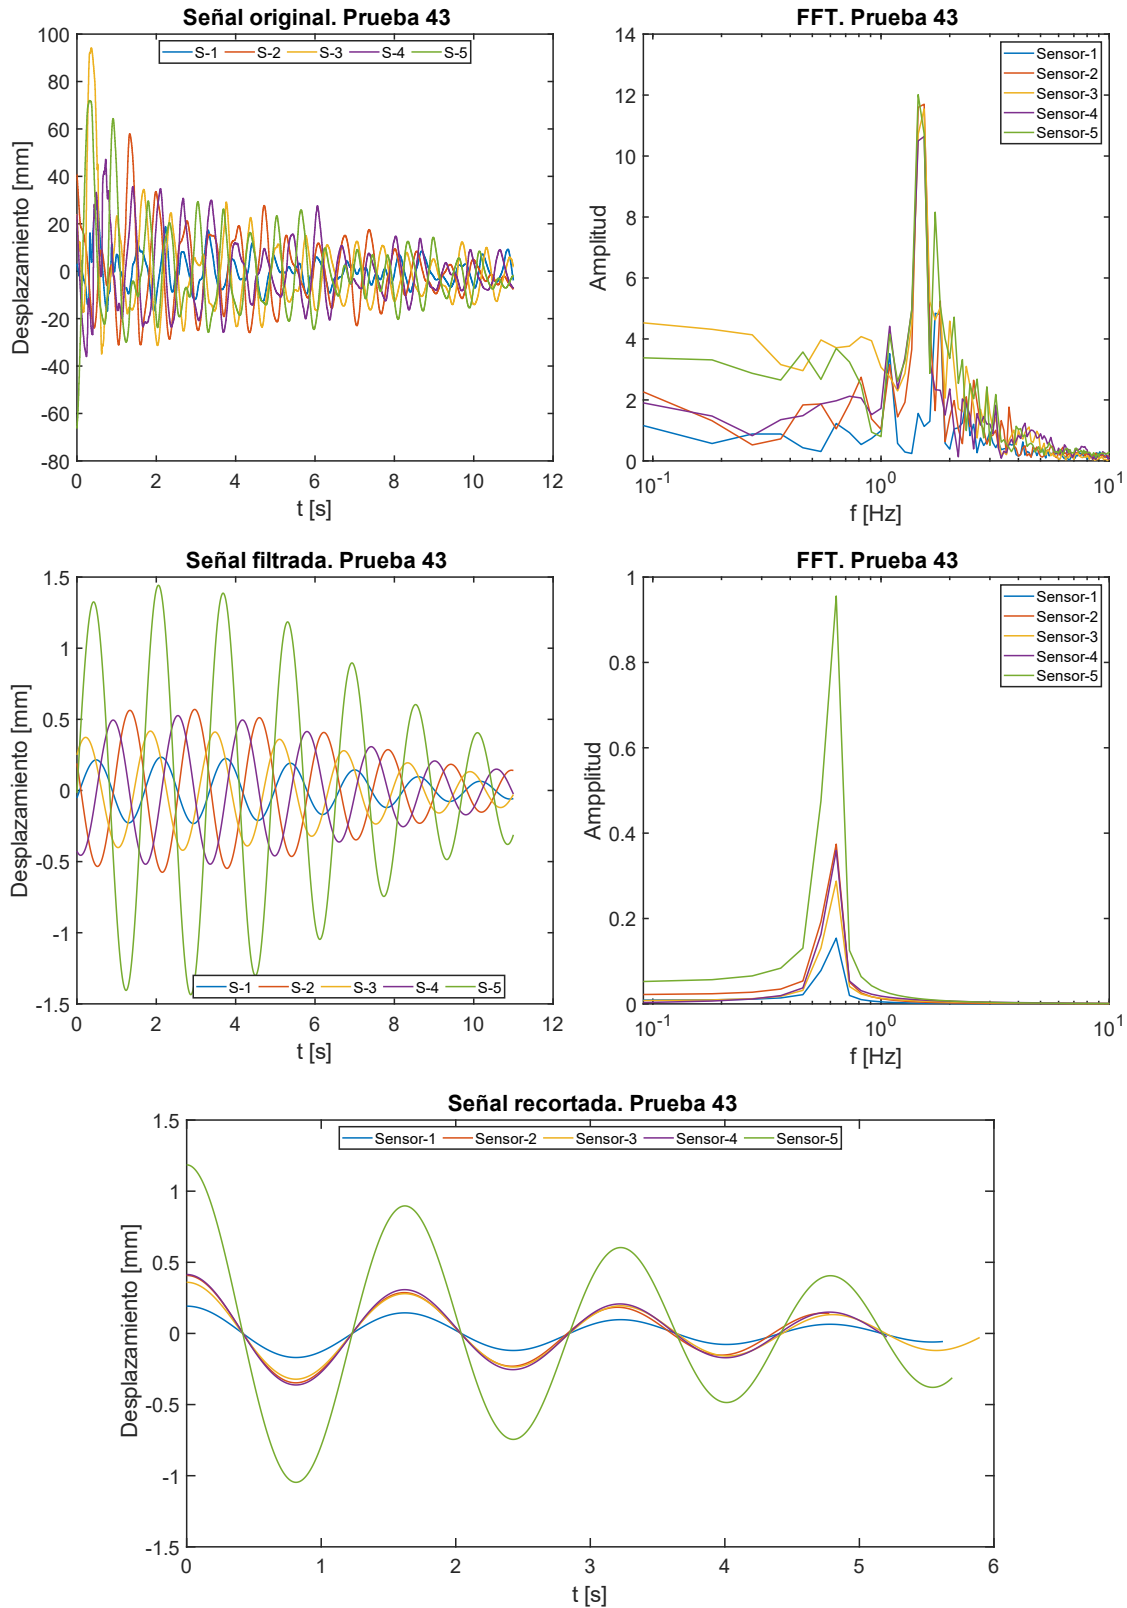 Señal original. Prueba 43
S-1 S-2 S-3 S-4 S-5
100
80
60
40
20
0
-20
-40
-60
-80
0 2 4 6 8 10 12
Desplazamiento [mm]
t [s]
FFT. Prueba 43
Sensor-1
Sensor-2
Sensor-3
Sensor-4
Sensor-5
14
12
10
8
6
4
2
0
10-1 100 101
Amplitud
f [Hz]
Señal filtrada. Prueba 43
1.5
1
0.5
0
-0.5
-1
-1.5
S-1 S-2 S-3 S-4 S-5
0 2 4 6 8 10 12
Desplazamiento [mm]
t [s]
FFT. Prueba 43
Sensor-1
Sensor-2
Sensor-3
Sensor-4
Sensor-5
1
0.8
0.6
0.4
0.2
0
10-1 100 101
Ampplitud
f [Hz]
Señal recortada. Prueba 43
Sensor-1 Sensor-2 Sensor-3 Sensor-4 Sensor-5
1.5
1
0.5
0
-0.5
-1
-1.5
0 1 2 3 4 5 6
Desplazamiento [mm]
t [s]